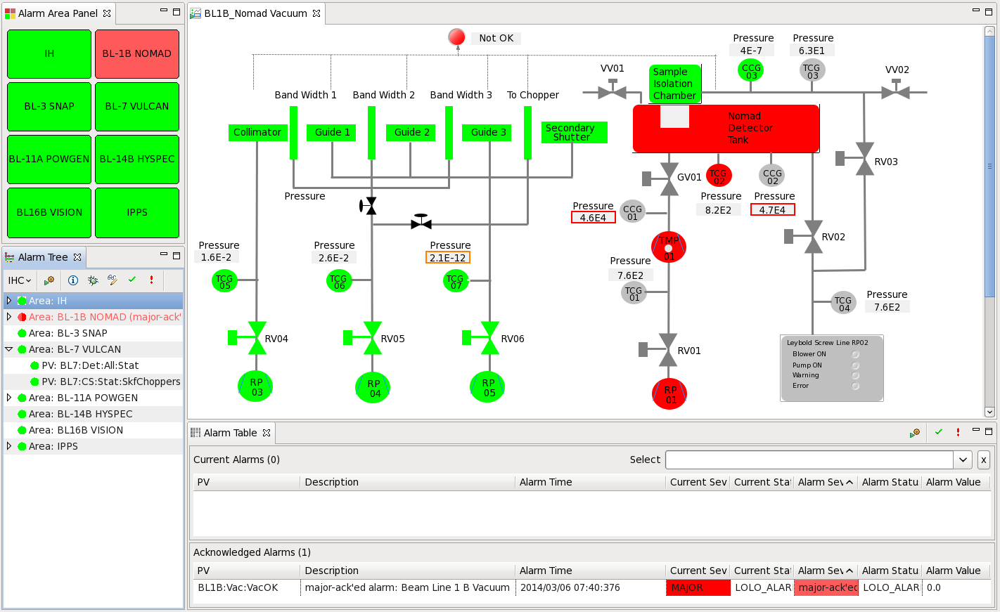 Alarm Area Panel
IH
BL-1B NOMAD
BL-3 SNAP
BL-7 VULCAN
BL-11A POWGEN
BL-14B HYSPEC
BL16B VISION
IPPS
Alarm Tree
IHC
Area: IH
Area: BL-1B NOMAD (major-ack'
Area: BL-3 SNAP
Area: BL-7 VULCAN
PV: BL7:Det:All:Stat
PV: BL7:CS:Stat:SkfChoppers
Area: BL-11A POWGEN
Area: BL-14B HYSPEC
Area: BL16B VISION
Area: IPPS
BL1B_Nomad Vacuum
Not OK
Band Width 1
Band Width 2
Band Width 3
To Chopper
Collimator
Guide 1
Guide 2
Guide 3
Secondary
Shutter
Pressure
Pressure
1.6E-2
TCG
05
RV04
RP
03
Pressure
2.6E-2
TCG
06
RV05
RP
04
Pressure
2.1E-12
TCG
07
RV06
RP
05
VV01
Sample
Isolation
Chamber
Pressure
4E-7
CCG
03
Pressure
6.3E1
TCG
03
VV02
Nomad
Detector
Tank
RV03
GV01
TCG
02
CCG
02
Pressure
8.2E2
Pressure
4.7E4
Pressure
4.6E4
CCG
01
TMP
01
RV02
Pressure
7.6E2
TCG
01
TCG
04
Pressure
7.6E2
RV01
RP
01
Leybold Screw Line RP02
Blower ON
Pump ON
Warning
Error
Alarm Table
Current Alarms (0)
Select
x
PV
Description
Alarm Time
Current Sev
Current Sta
Alarm Sev
Alarm Statu
Alarm Value
Acknowledged Alarms (1)
PV
Description
Alarm Time
Current Sev
Current Sta
Alarm Sev
Alarm Statu
Alarm Value
BL1B:Vac:VacOK
major-ack'ed alarm: Beam Line 1 B Vacuum
2014/03/06 07:40:376
MAJOR
LOLO_ALAR
major-ack'ed
LOLO_ALAR
0.0